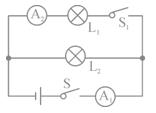 A₂ L₁ S₁
L₂
S A₁